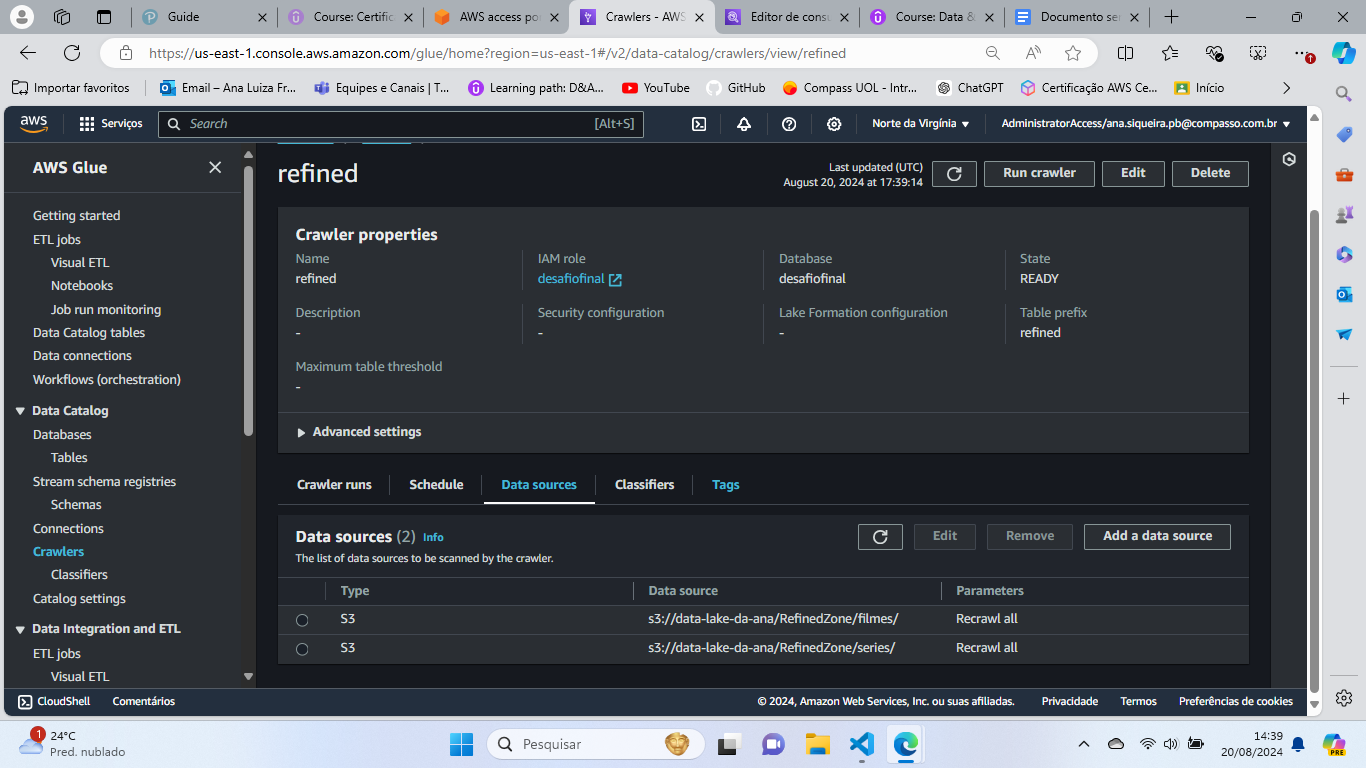 Guide
Course: Certific
AWS access por
Crawlers - AWS
Editor de consu
Course: Data &
Documento se
https://us-east-1.console.aws.amazon.com/glue/home?region=us-east-1#/v2/data-catalog/crawlers/view/refined
Importar favoritos
Email – Ana Luiza Fr...
Equipes e Canais | T...
Learning path: D&A...
YouTube
GitHub
Compass UOL - Intr...
ChatGPT
Certificação AWS Ce...
Início
aws
Serviços
Search
[Alt+S]
Norte da Virgínia
AdministratorAccess/ana.siqueira.pb@compasso.com.br
AWS Glue
Getting started
ETL jobs
Visual ETL
Notebooks
Job run monitoring
Data Catalog tables
Data connections
Workflows (orchestration)
Data Catalog
Databases
Tables
Stream schema registries
Schemas
Connections
Crawlers
Classifiers
Catalog settings
Data Integration and ETL
ETL jobs
Visual ETL
refined
Last updated (UTC)
August 20, 2024 at 17:39:14
Run crawler
Edit
Delete
Crawler properties
Name
refined
IAM role
desafiofinal
Database
desafiofinal
State
READY
Description
-
Security configuration
-
Lake Formation configuration
-
Table prefix
refined
Maximum table threshold
-
Advanced settings
Crawler runs
Schedule
Data sources
Classifiers
Tags
Data sources (2) Info
The list of data sources to be scanned by the crawler.
Edit
Remove
Add a data source
Type Data source Parameters
S3 s3://data-lake-da-ana/RefinedZone/filmes/ Recrawl all
S3 s3://data-lake-da-ana/RefinedZone/series/ Recrawl all
CloudShell
Comentários
© 2024, Amazon Web Services, Inc. ou suas afiliadas.
Privacidade
Termos
Preferências de cookies
1
24°C
Pred. nublado
Pesquisar
14:39
20/08/2024
PRE